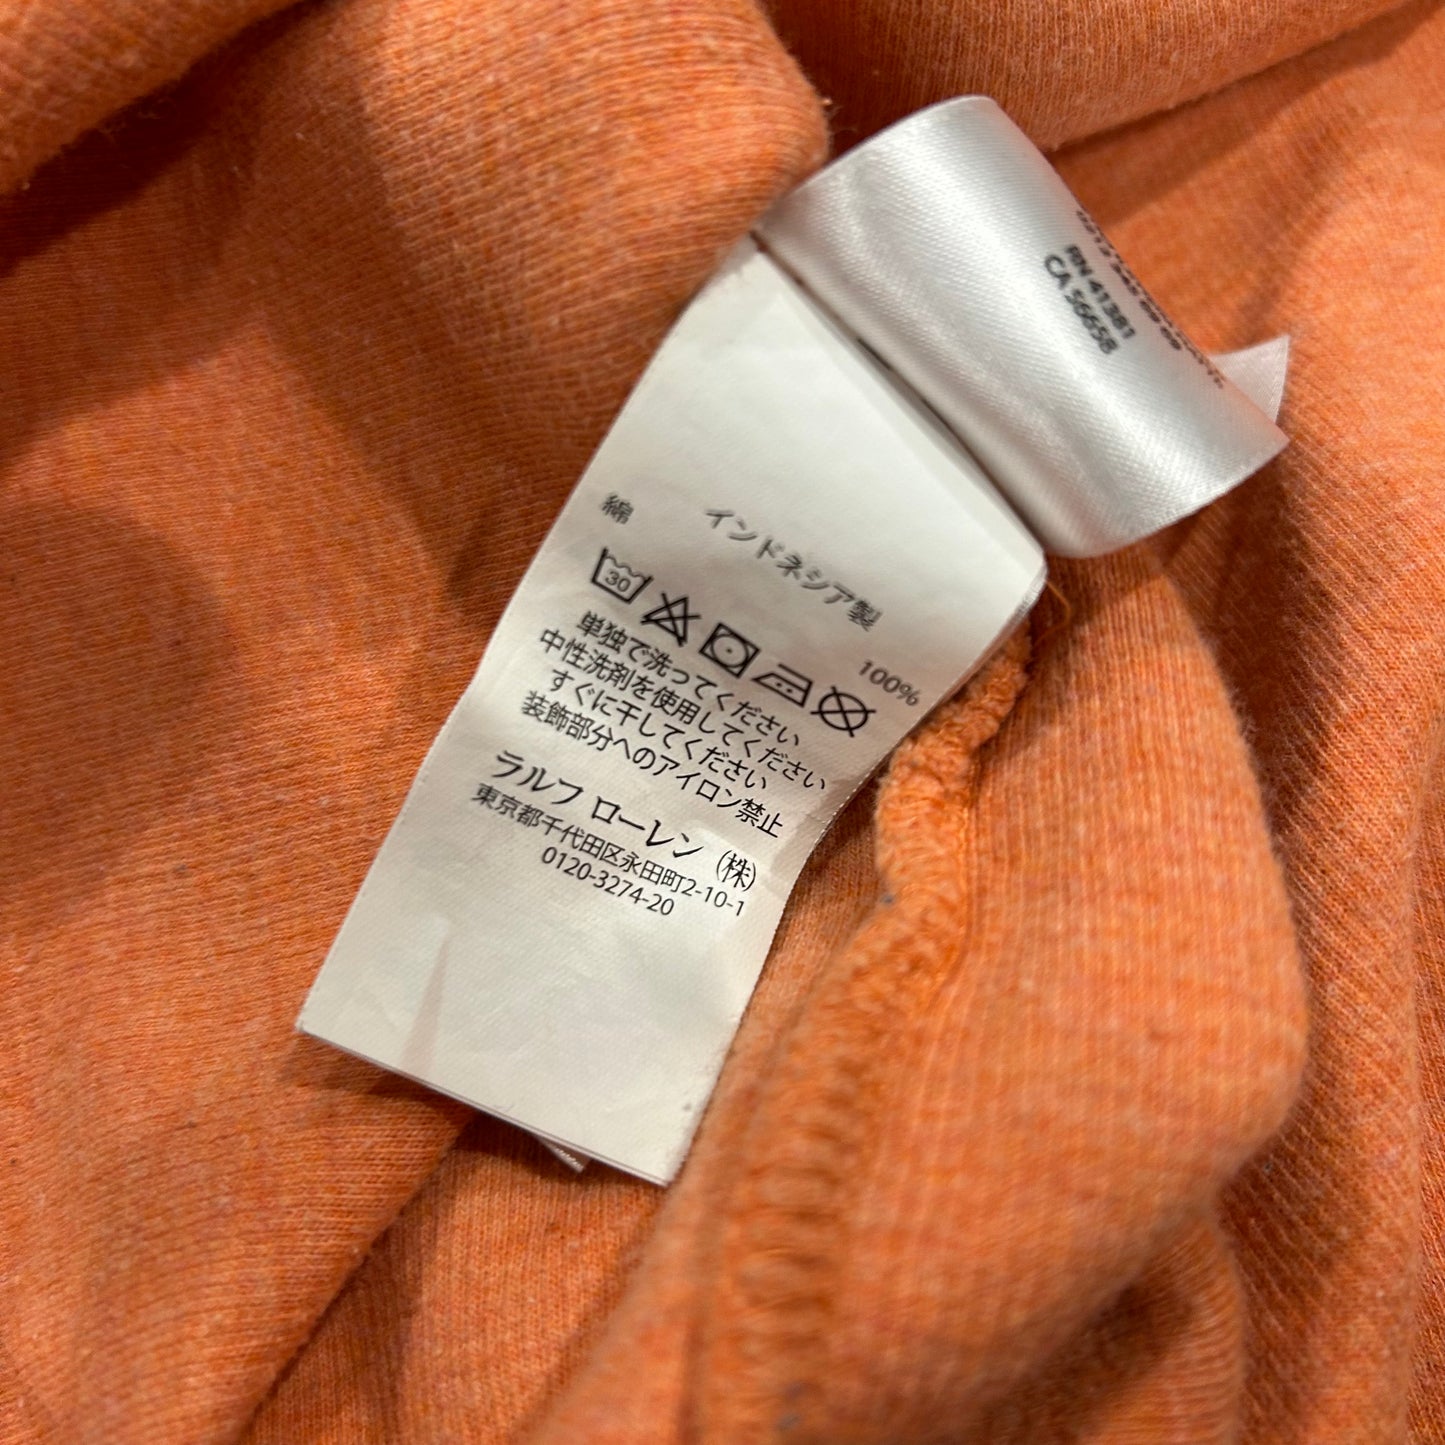 RN 41381
CA 56658
インドネシア製
綿 100%
30
単独で洗ってください
中性洗剤を使用してください
すぐに干してください
装飾部分へのアイロン禁止
ラルフ ローレン (株)
東京都千代田区永田町2-10-1
0120-3274-20